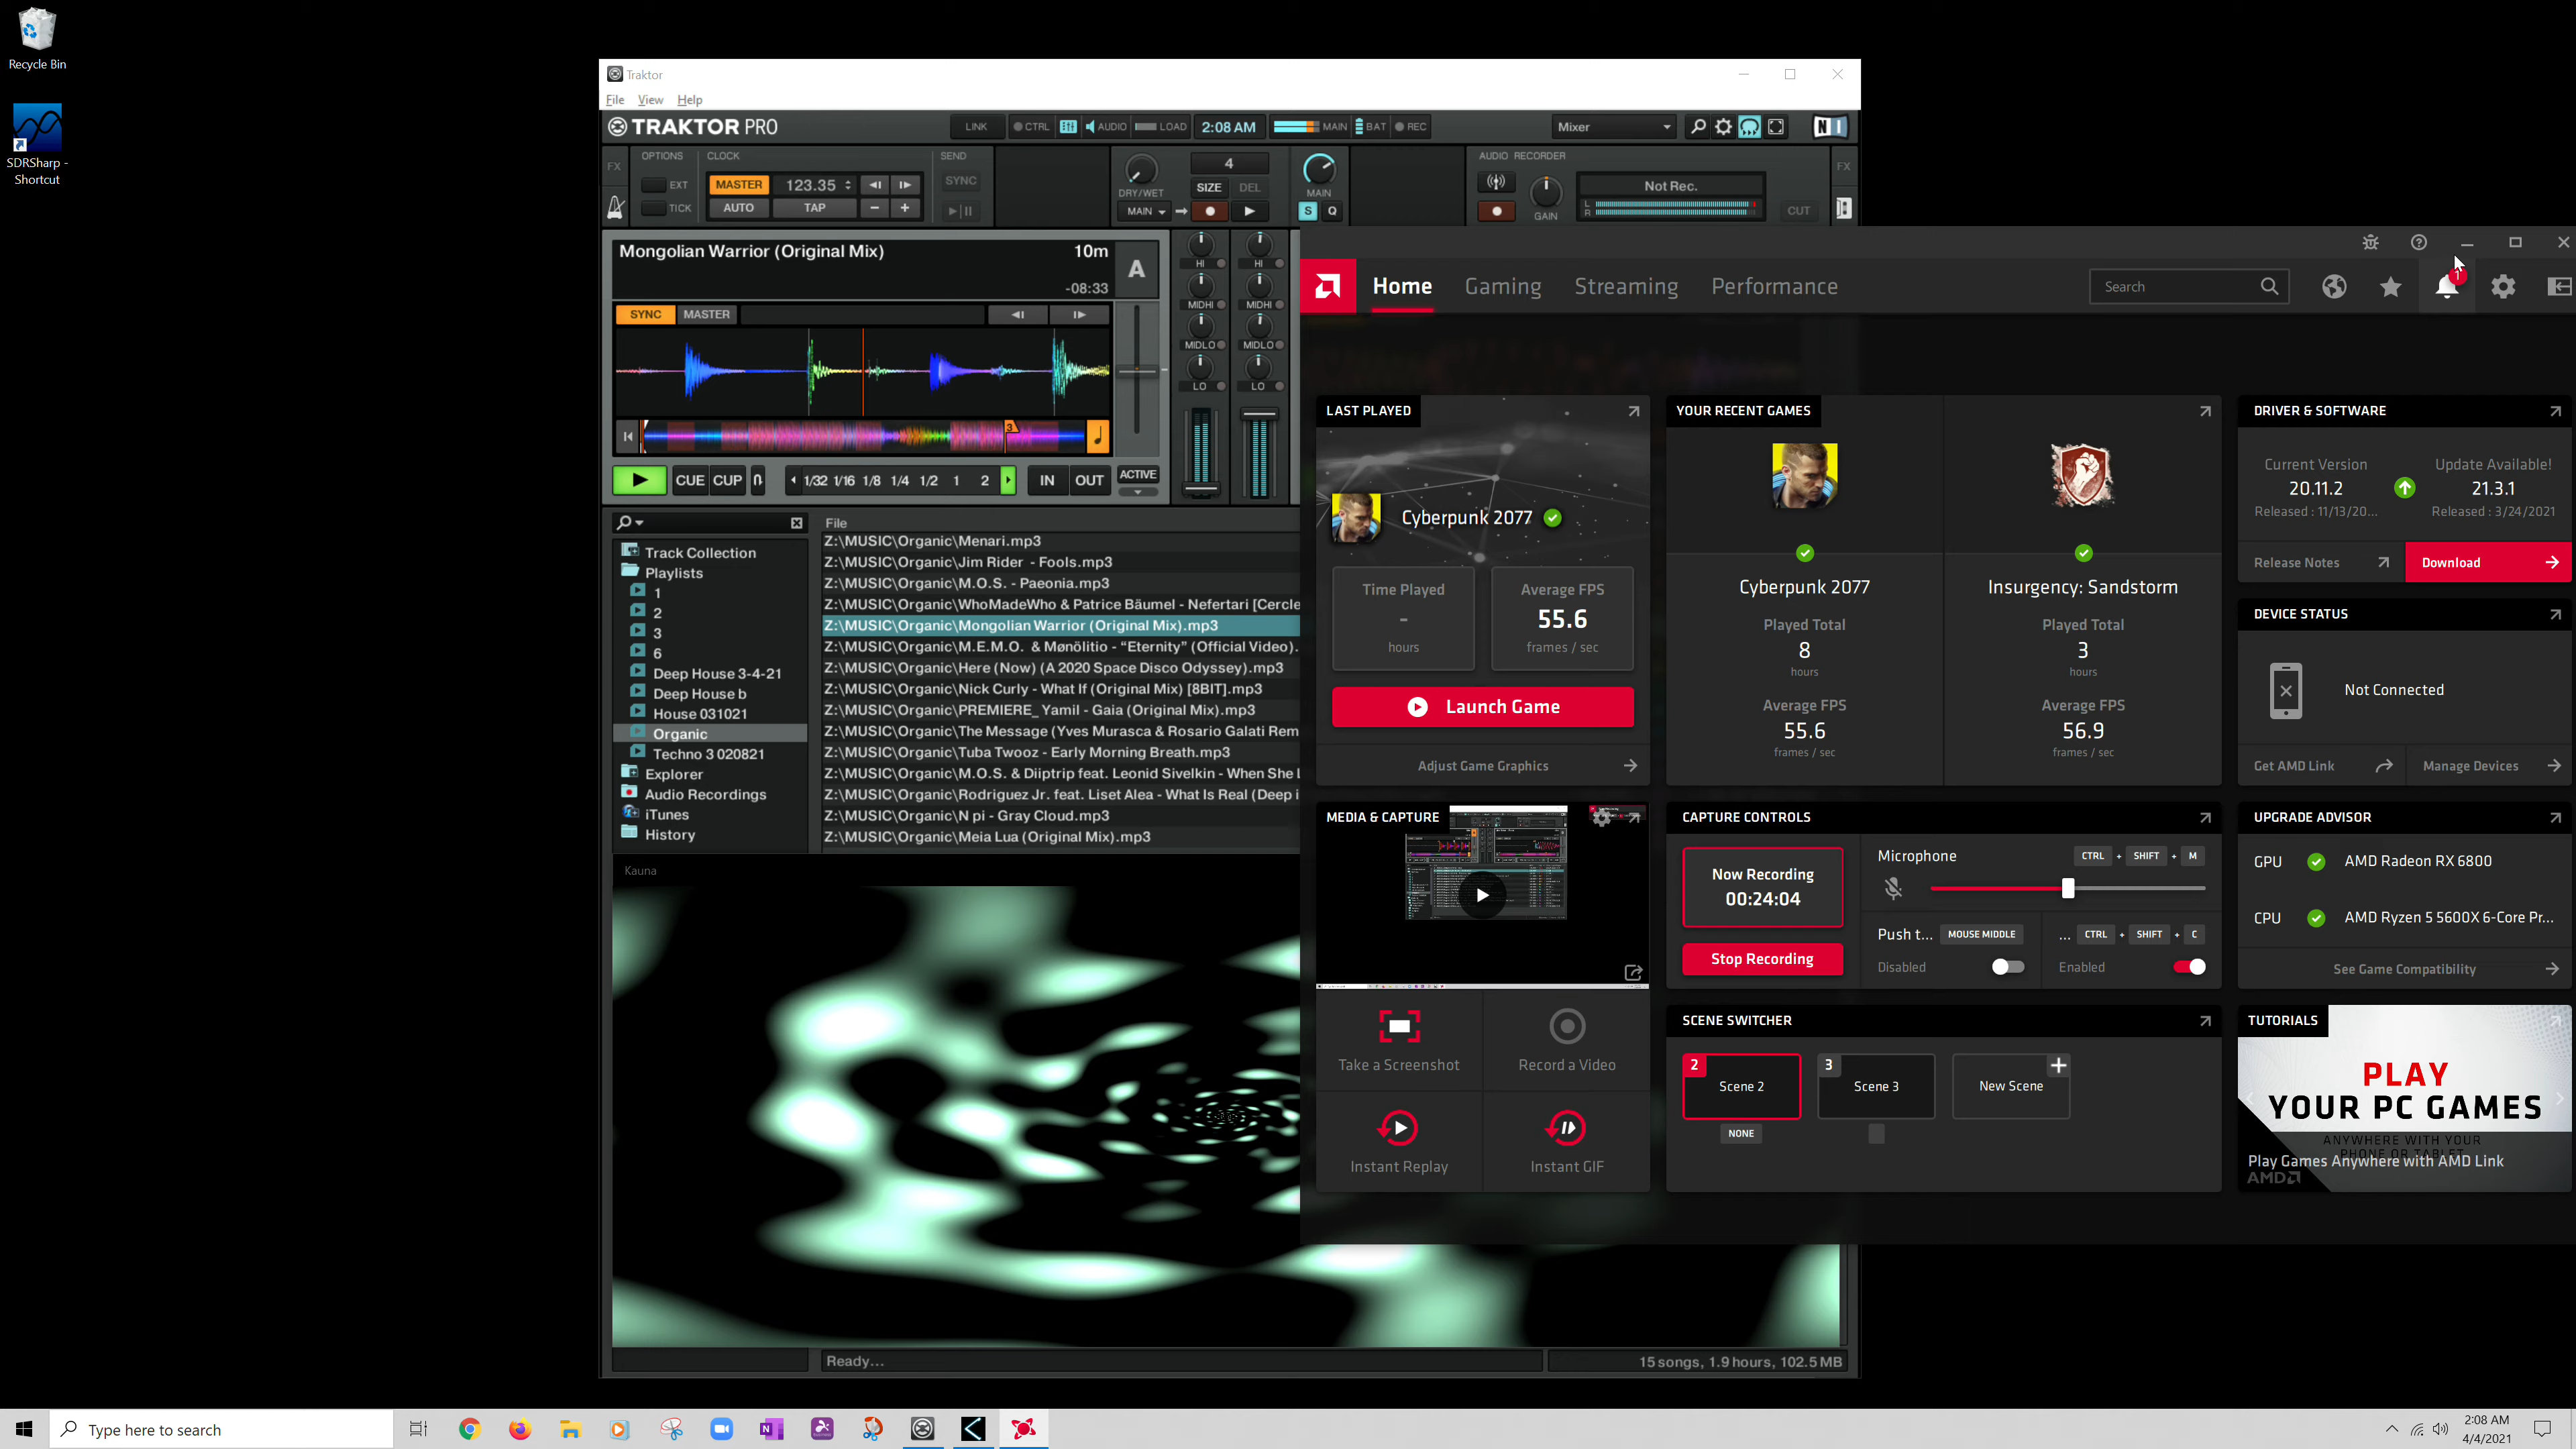 Recycle Bin
SDRSharp -
Shortcut
Traktor
File View Help
TRAKTOR PRO
LINK CTRL AUDIO LOAD 2:08 AM MAIN BAT REC
Mixer
N I
FX OPTIONS CLOCK SEND
EXT MASTER 123.35 SYNC
TICK AUTO TAP − +
DRY/WET 4 SIZE DEL MAIN
MAIN S Q
AUDIO RECORDER FX
Not Rec.
GAIN L R CUT
Mongolian Warrior (Original Mix) 10m A
-08:33
SYNC MASTER
3
CUE CUP 1/32 1/16 1/8 1/4 1/2 1 2 IN OUT ACTIVE
HI HI
MIDHI MIDHI
MIDLO MIDLO
LO LO
Track Collection
Playlists
1
2
3
6
Deep House 3-4-21
Deep House b
House 031021
Organic
Techno 3 020821
Explorer
Audio Recordings
iTunes
History
File
Z:\MUSIC\Organic\Menari.mp3
Z:\MUSIC\Organic\Jim Rider - Fools.mp3
Z:\MUSIC\Organic\M.O.S. - Paeonia.mp3
Z:\MUSIC\Organic\WhoMadeWho & Patrice Bäumel - Nefertari [Cercle
Z:\MUSIC\Organic\Mongolian Warrior (Original Mix).mp3
Z:\MUSIC\Organic\M.E.M.O. & Mønölitio - “Eternity” (Official Video).
Z:\MUSIC\Organic\Here (Now) (A 2020 Space Disco Odyssey).mp3
Z:\MUSIC\Organic\Nick Curly - What If (Original Mix) [8BIT].mp3
Z:\MUSIC\Organic\PREMIERE_ Yamil - Gaia (Original Mix).mp3
Z:\MUSIC\Organic\The Message (Yves Murasca & Rosario Galati Rem
Z:\MUSIC\Organic\Tuba Twooz - Early Morning Breath.mp3
Z:\MUSIC\Organic\M.O.S. & Diiptrip feat. Leonid Sivelkin - When She L
Z:\MUSIC\Organic\Rodriguez Jr. feat. Liset Alea - What Is Real (Deep i
Z:\MUSIC\Organic\N pi - Gray Cloud.mp3
Z:\MUSIC\Organic\Meia Lua (Original Mix).mp3
Kauna
Ready...
15 songs, 1.9 hours, 102.5 MB
Home Gaming Streaming Performance
Search
1
LAST PLAYED
Cyberpunk 2077
Time Played
-
hours
Average FPS
55.6
frames / sec
Launch Game
Adjust Game Graphics
YOUR RECENT GAMES
Cyberpunk 2077
Played Total
8
hours
Average FPS
55.6
frames / sec
Insurgency: Sandstorm
Played Total
3
hours
Average FPS
56.9
frames / sec
DRIVER & SOFTWARE
Current Version
20.11.2
Released : 11/13/20...
Update Available!
21.3.1
Released : 3/24/2021
Release Notes
Download
DEVICE STATUS
Not Connected
Get AMD Link
Manage Devices
MEDIA & CAPTURE
Take a Screenshot
Record a Video
Instant Replay
Instant GIF
CAPTURE CONTROLS
Now Recording
00:24:04
Stop Recording
Microphone CTRL + SHIFT + M
Push t... MOUSE MIDDLE
Disabled
... CTRL + SHIFT + C
Enabled
SCENE SWITCHER
2 Scene 2
NONE
3 Scene 3
New Scene
UPGRADE ADVISOR
GPU AMD Radeon RX 6800
CPU AMD Ryzen 5 5600X 6-Core Pr...
See Game Compatibility
TUTORIALS
PLAY
YOUR PC GAMES
ANYWHERE WITH YOUR
PHONE OR TABLET
Play Games Anywhere with AMD Link
AMD
Type here to search
2:08 AM
4/4/2021